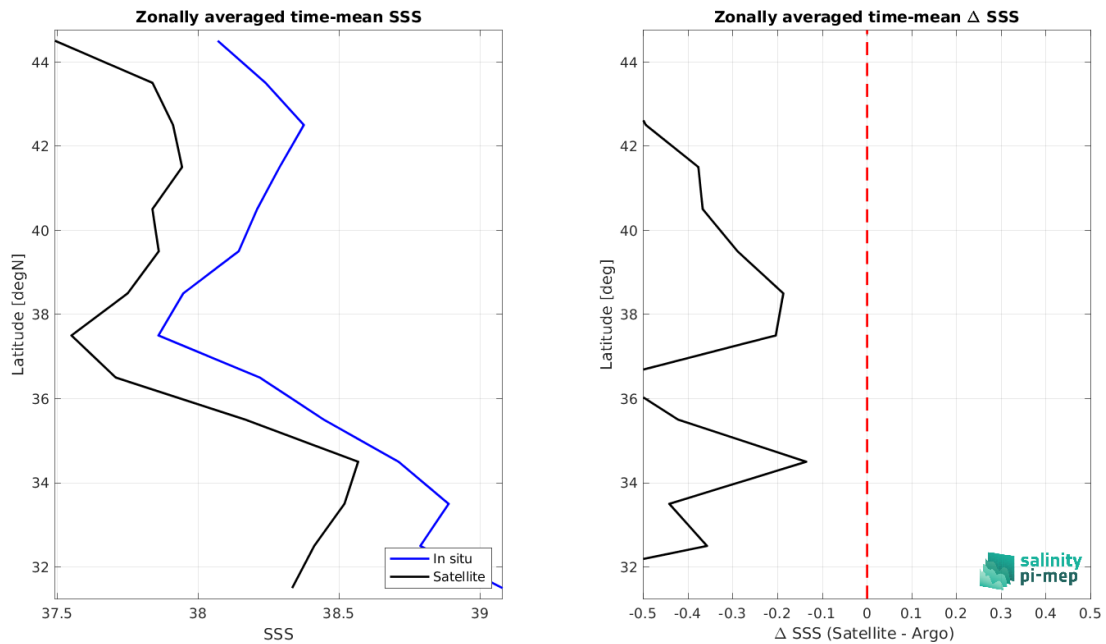 Zonally averaged time-mean SSS
44
42
40
38
36
34
32
Latitude [degN]
37.5 38 38.5 39
SSS
In situ
Satellite
Zonally averaged time-mean Δ SSS
44
42
40
38
36
34
32
Latitude [deg]
-0.5 -0.4 -0.3 -0.2 -0.1 0 0.1 0.2 0.3 0.4 0.5
Δ SSS (Satellite - Argo)
salinity
pi-mep